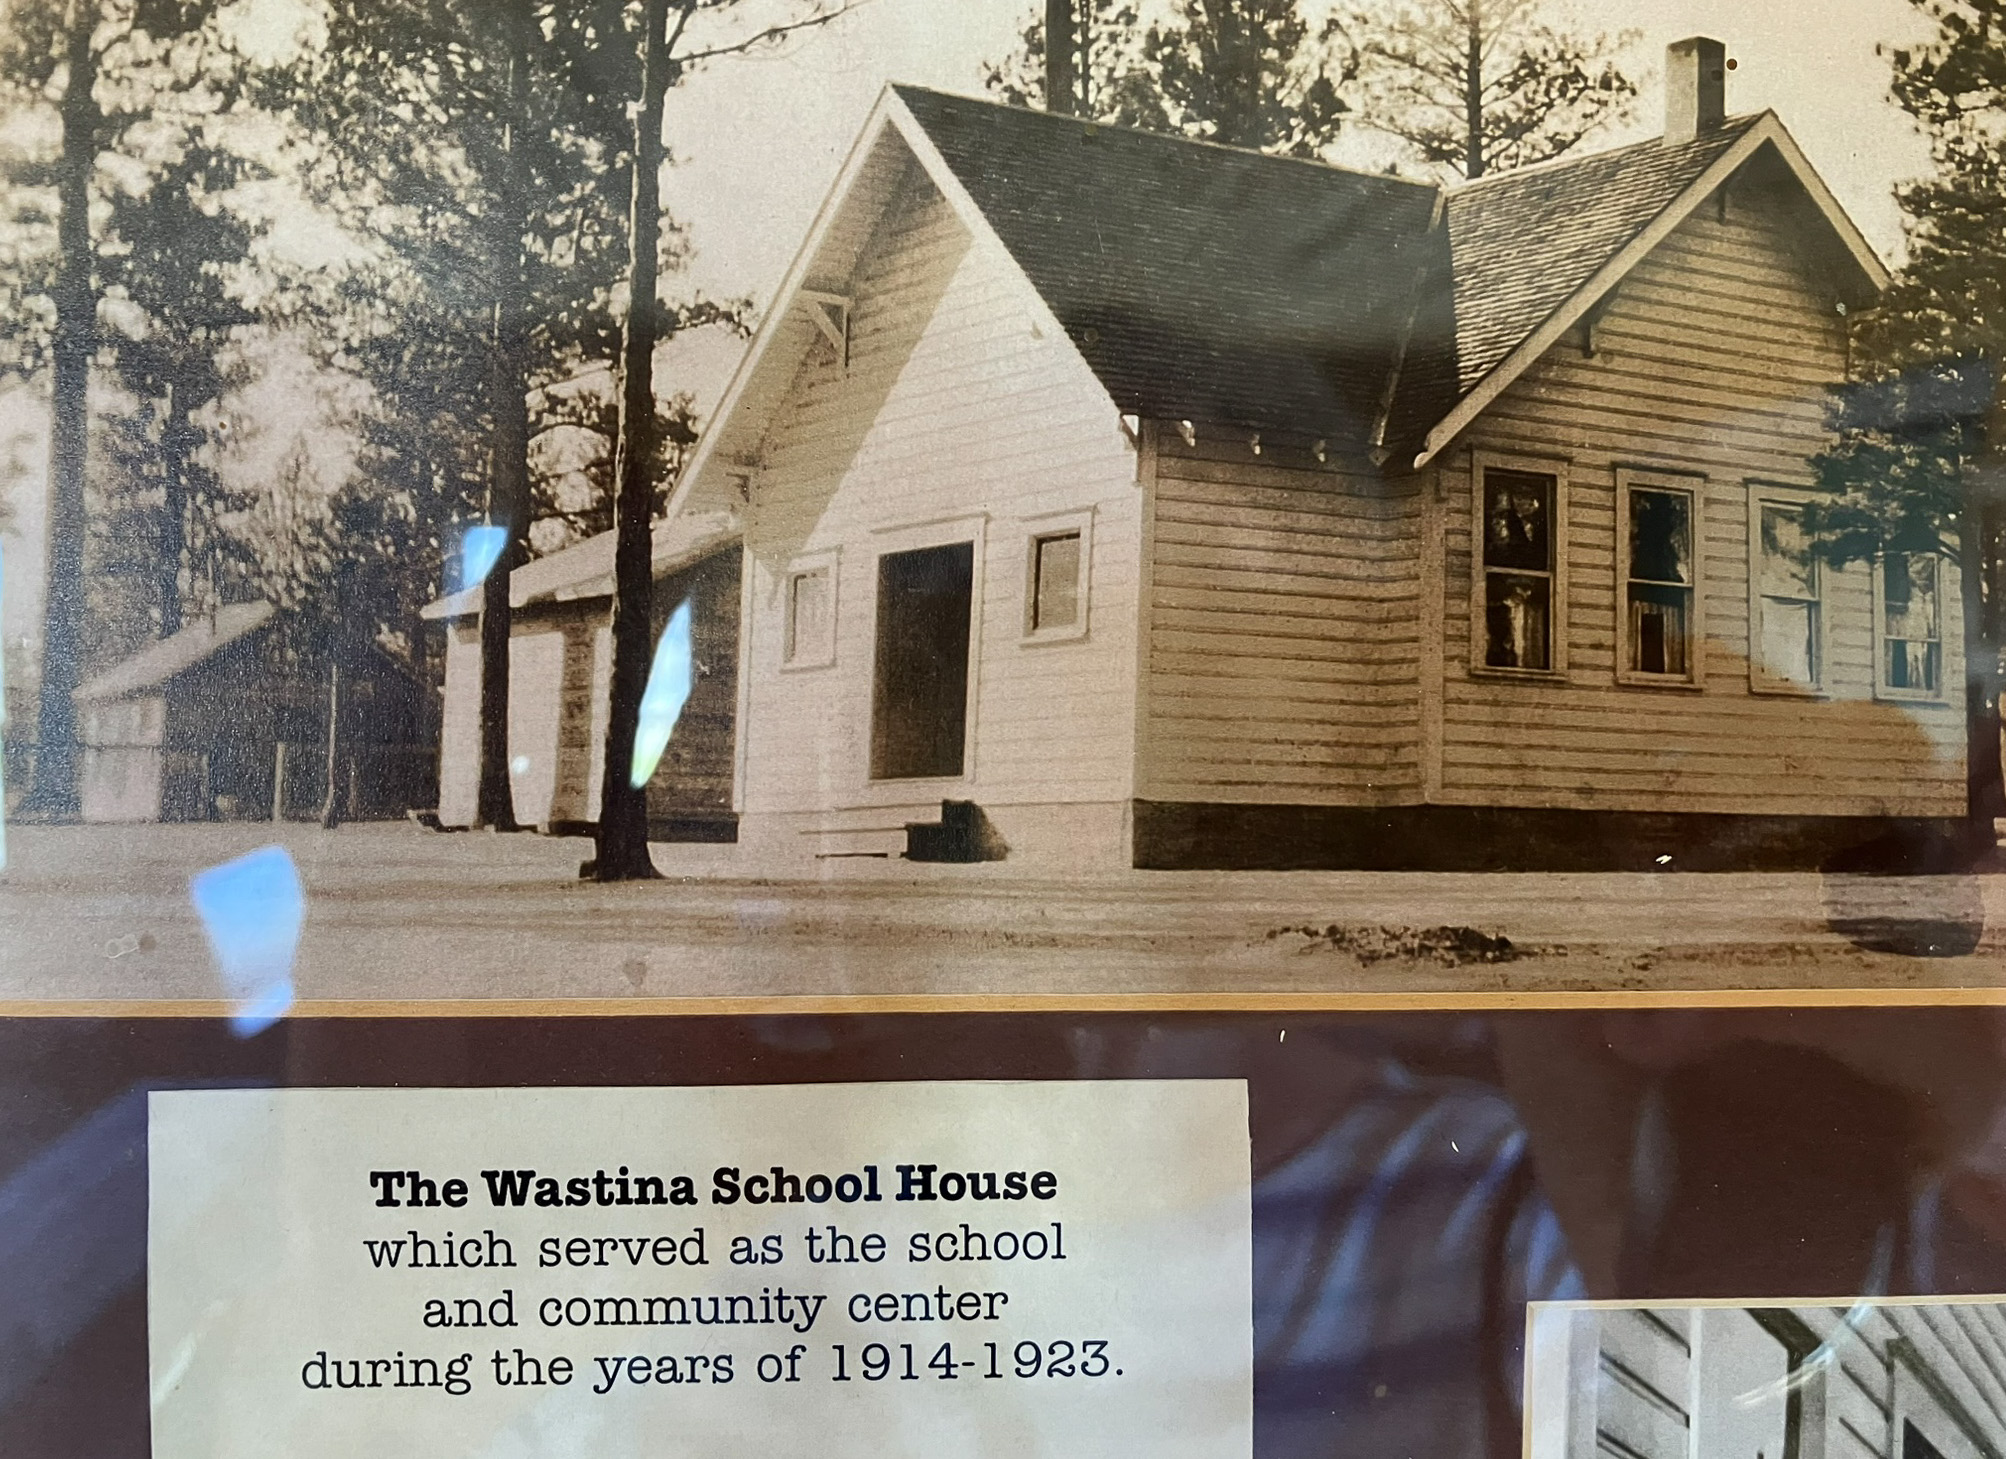 The Wastina School House
which served as the school
and community center
during the years of 1914-1923.